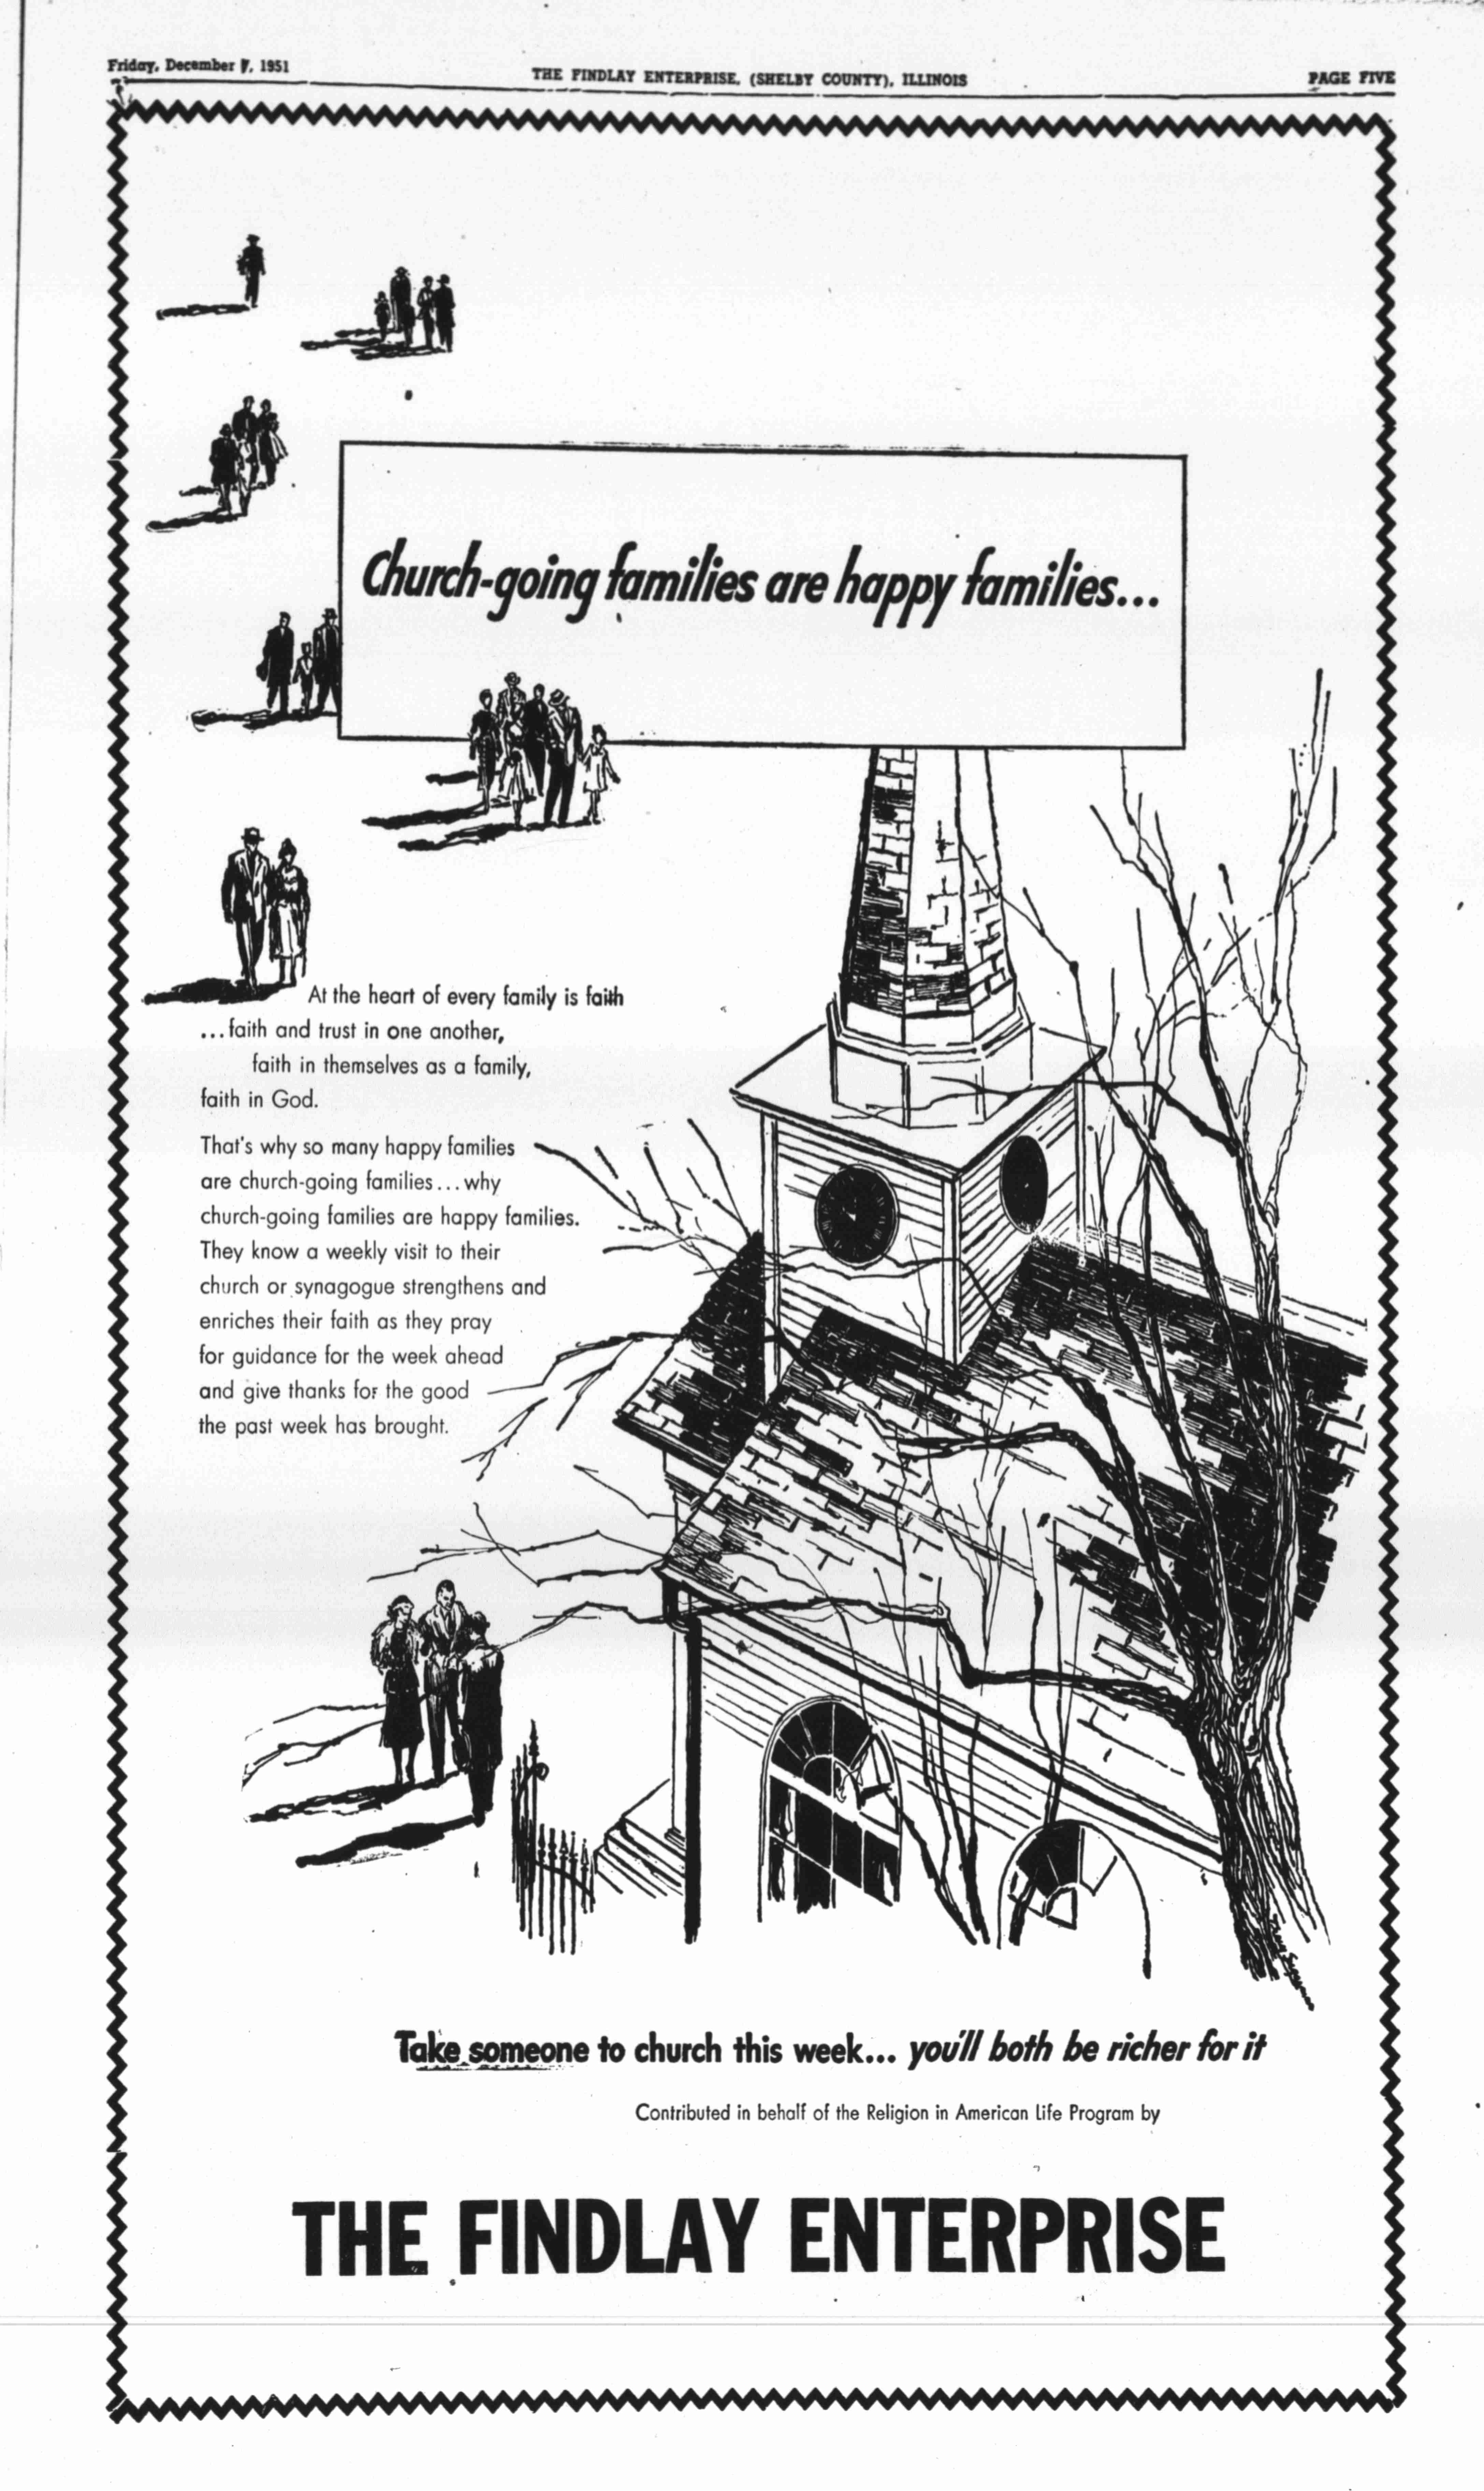 Friday, December 7, 1951
THE FINDLAY ENTERPRISE, (SHELBY COUNTY), ILLINOIS
PAGE FIVE
Church-going families are happy families...
At the heart of every family is faith
...faith and trust in one another,
faith in themselves as a family,
faith in God.
That's why so many happy families
are church-going families...why
church-going families are happy families.
They know a weekly visit to their
church or synagogue strengthens and
enriches their faith as they pray
for guidance for the week ahead
and give thanks for the good
the past week has brought.
Take someone to church this week... you'll both be richer for it
Contributed in behalf of the Religion in American Life Program by
THE FINDLAY ENTERPRISE